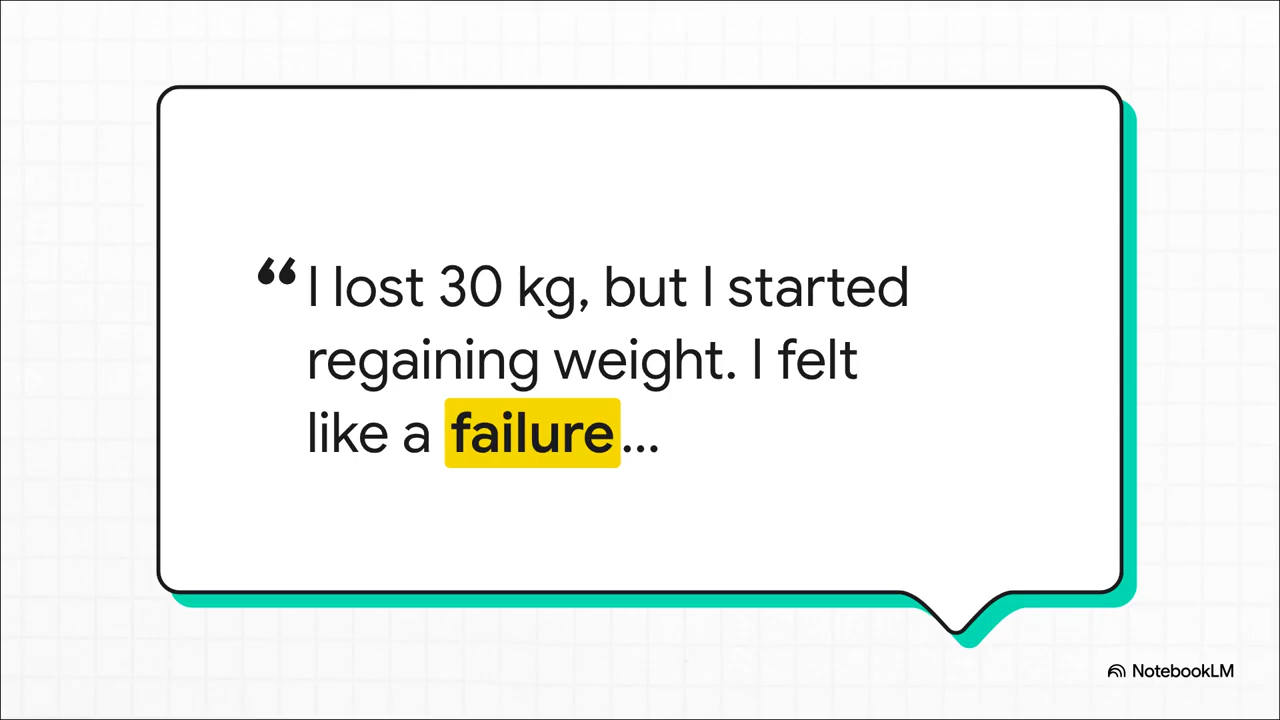 “I lost 30 kg, but I started
regaining weight. I felt
like a failure...
NotebookLM